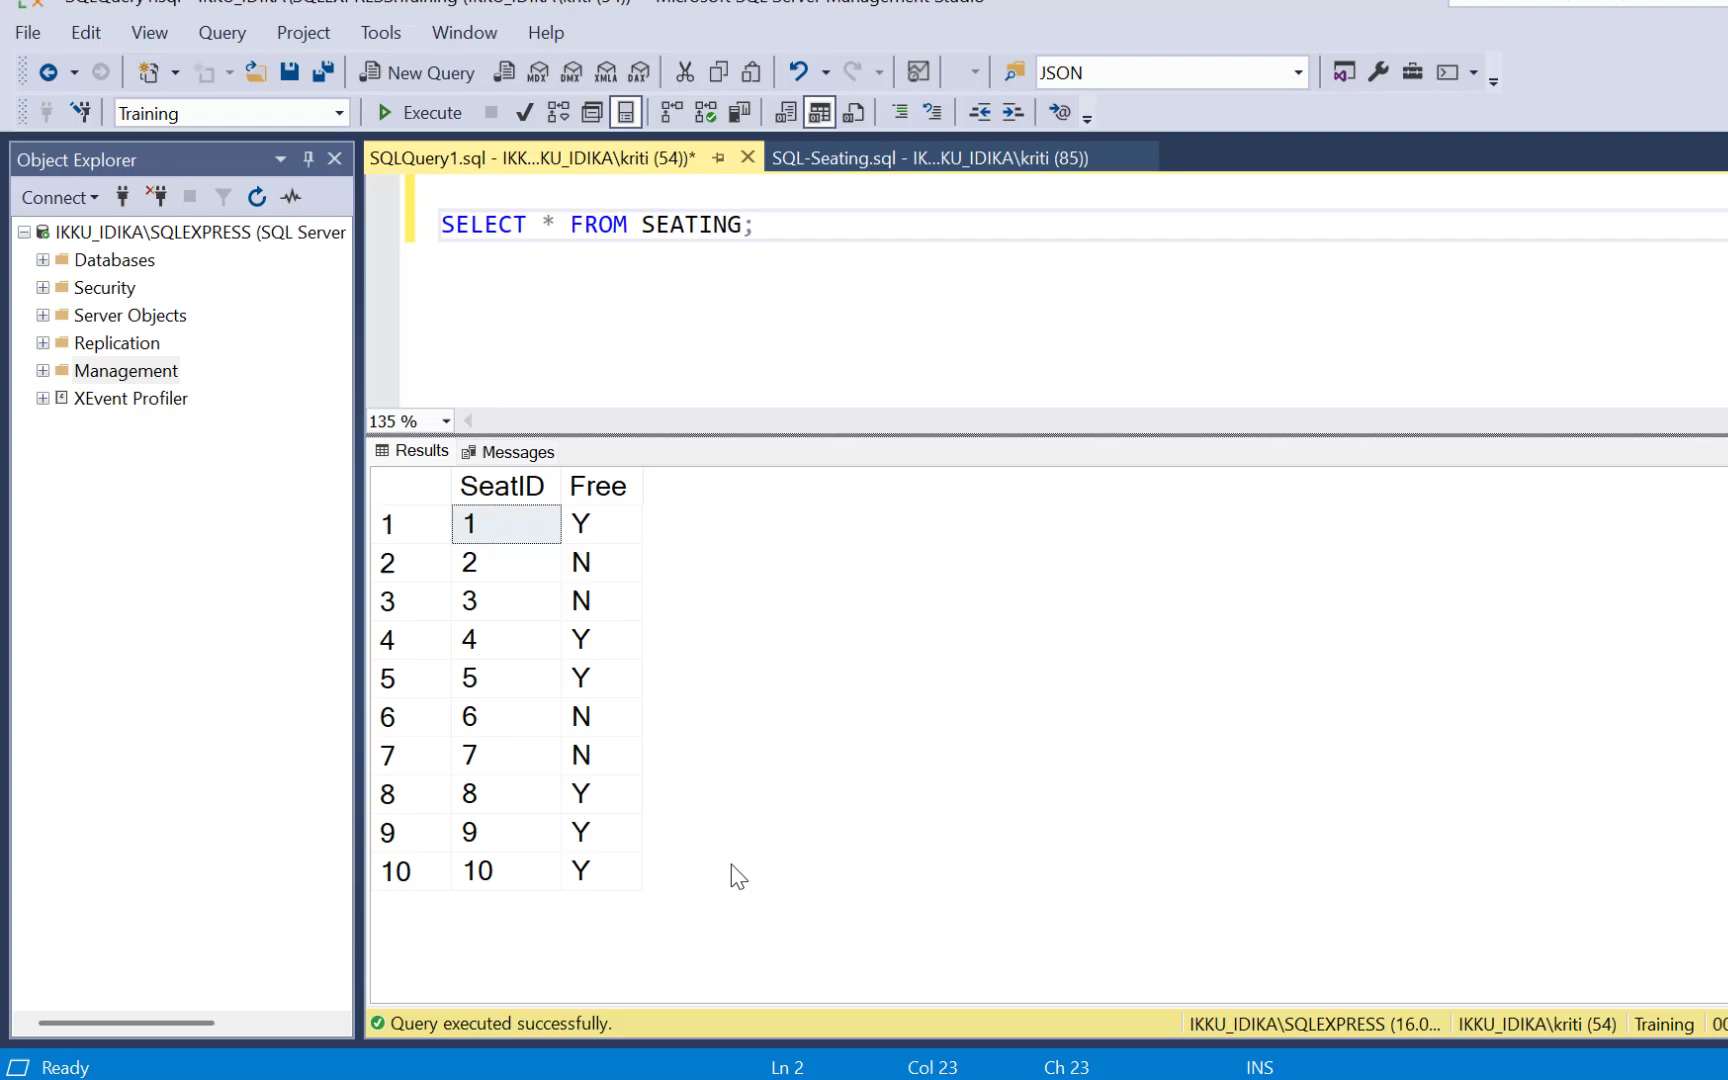 File Edit View Query Project Tools Window Help
New Query MDX DMX XMLA DAX JSON
Training Execute
Object Explorer
SQLQuery1.sql - IKK...KU_IDIKA\kriti (54))* SQL-Seating.sql - IK...KU_IDIKA\kriti (85))
Connect
IKKU_IDIKA\SQLEXPRESS (SQL Server
Databases
Security
Server Objects
Replication
Management
XEvent Profiler
SELECT * FROM SEATING;
135 %
Results Messages
SeatID Free
1 1 Y
2 2 N
3 3 N
4 4 Y
5 5 Y
6 6 N
7 7 N
8 8 Y
9 9 Y
10 10 Y
Query executed successfully. IKKU_IDIKA\SQLEXPRESS (16.0... IKKU_IDIKA\kriti (54) Training
Ready Ln 2 Col 23 Ch 23 INS